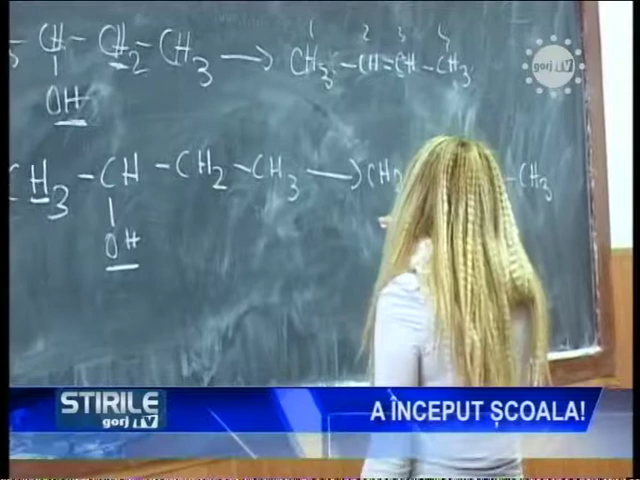 1 2 3 4
CH-CH2-CH3 → CH3-CH=CH-CH3
OH
CH3-CH-CH2-CH3 → CH2 -CH3
OH
gorj TV
STIRILE
gorj TV
A ÎNCEPUT ȘCOALA!